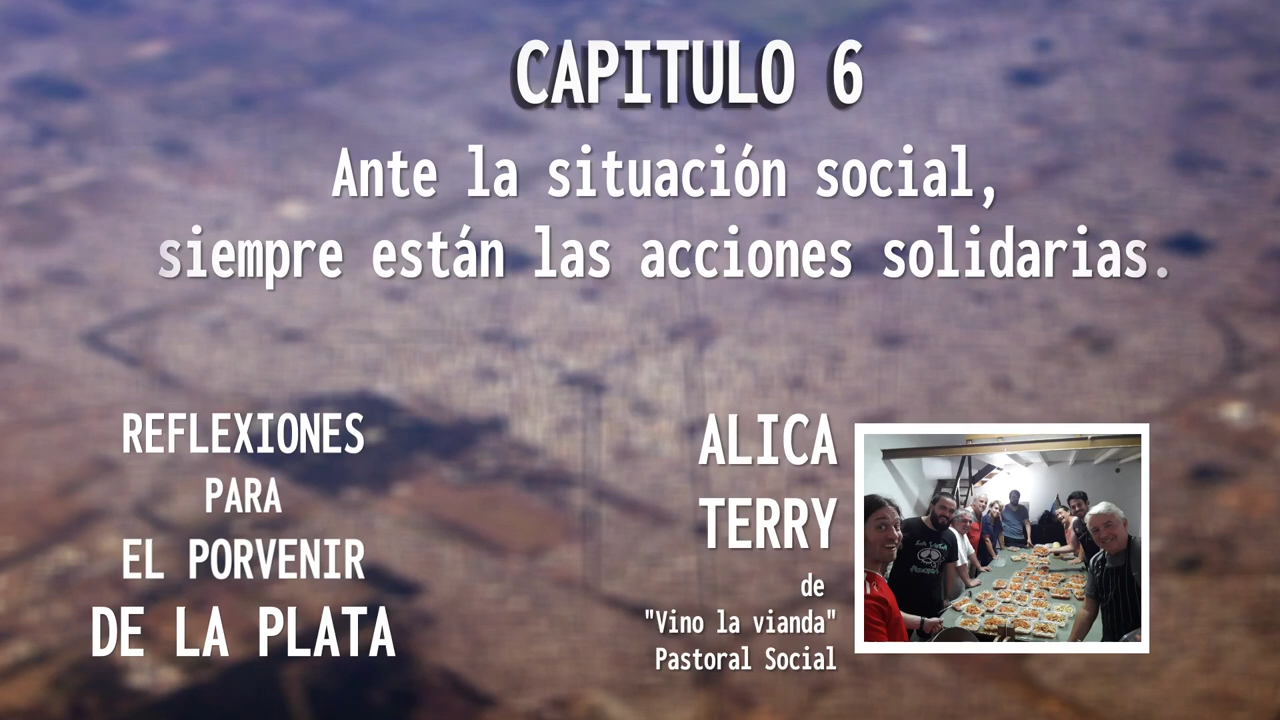 CAPITULO 6
Ante la situación social,
siempre están las acciones solidarias.
REFLEXIONES
PARA
EL PORVENIR
DE LA PLATA
ALICA
TERRY
de
"Vino la vianda"
Pastoral Social